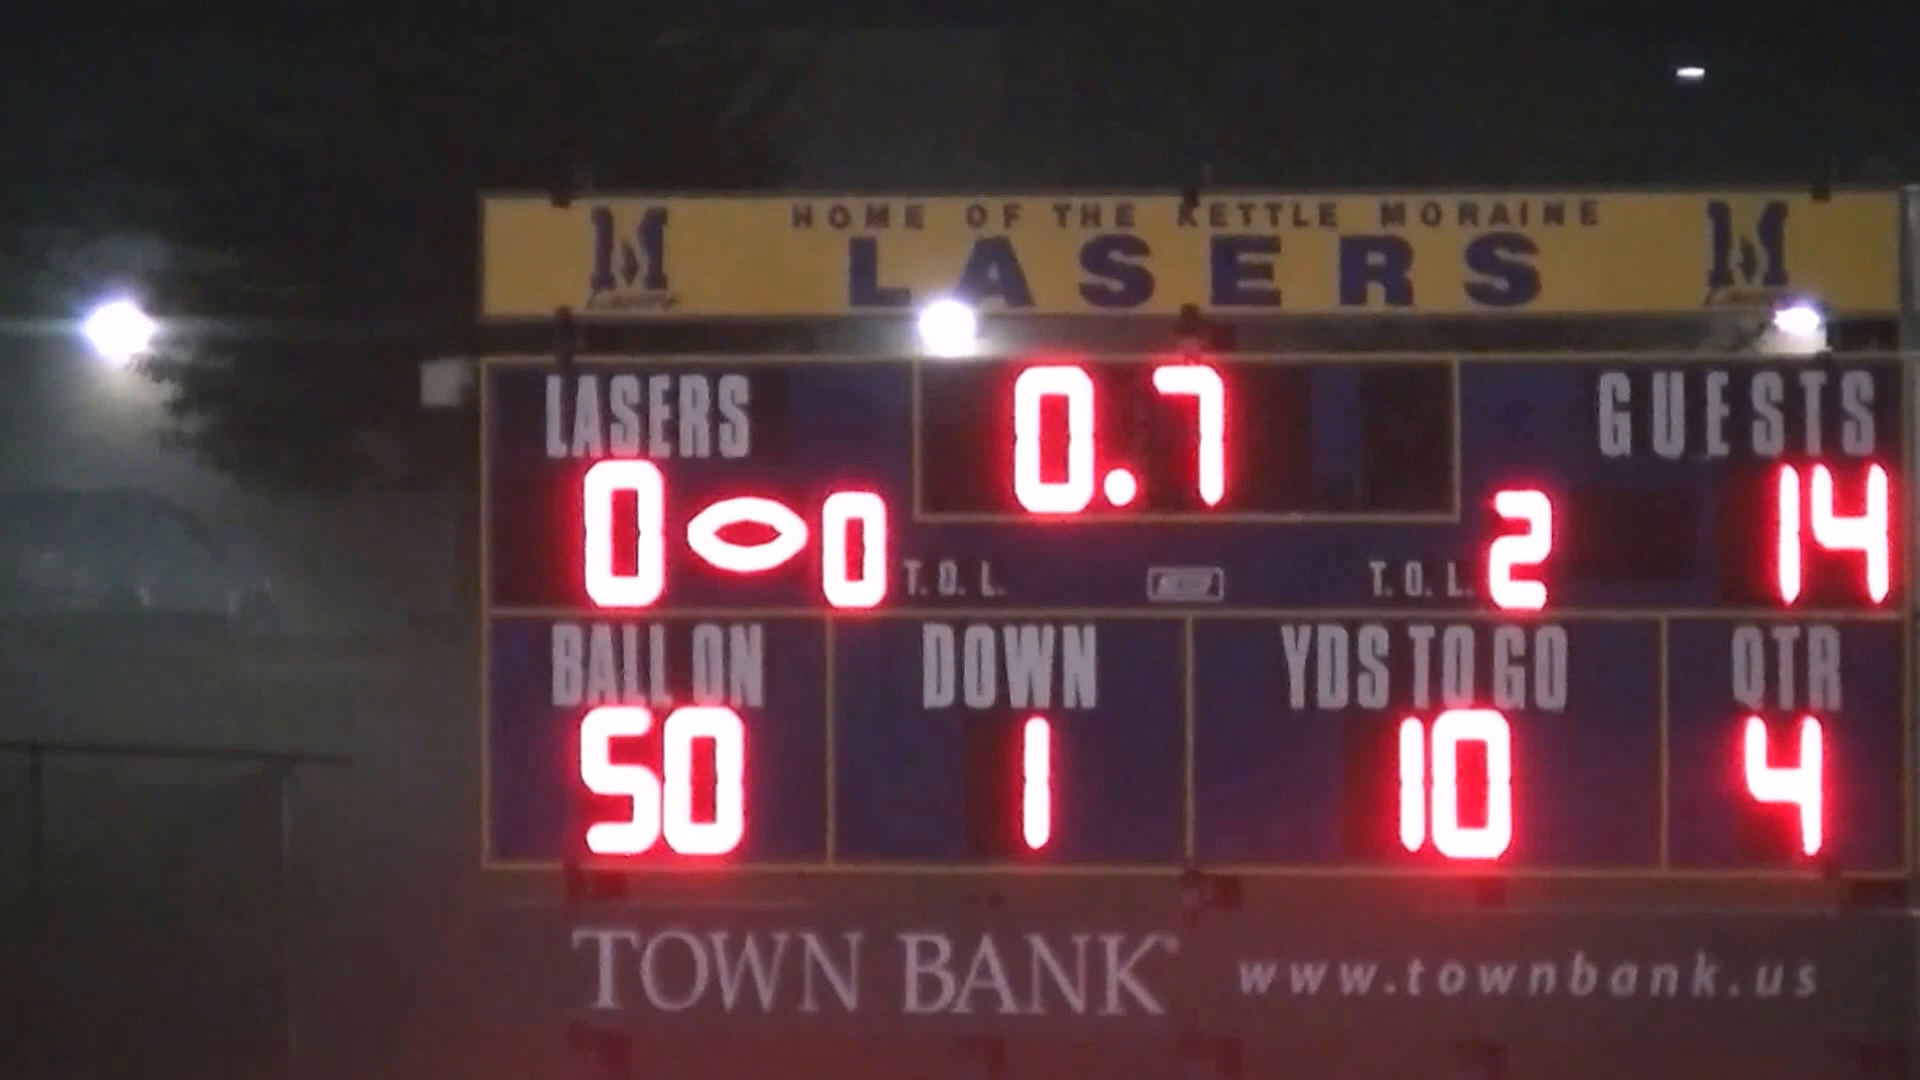 HOME OF THE KETTLE MORAINE
LASERS
M Lasers
LASERS
0.7
GUESTS
0 0 T.O.L.
T.O.L. 2 14
BALL ON
DOWN
YDS TO GO
QTR
50
1
10
4
TOWN BANK
www.townbank.us